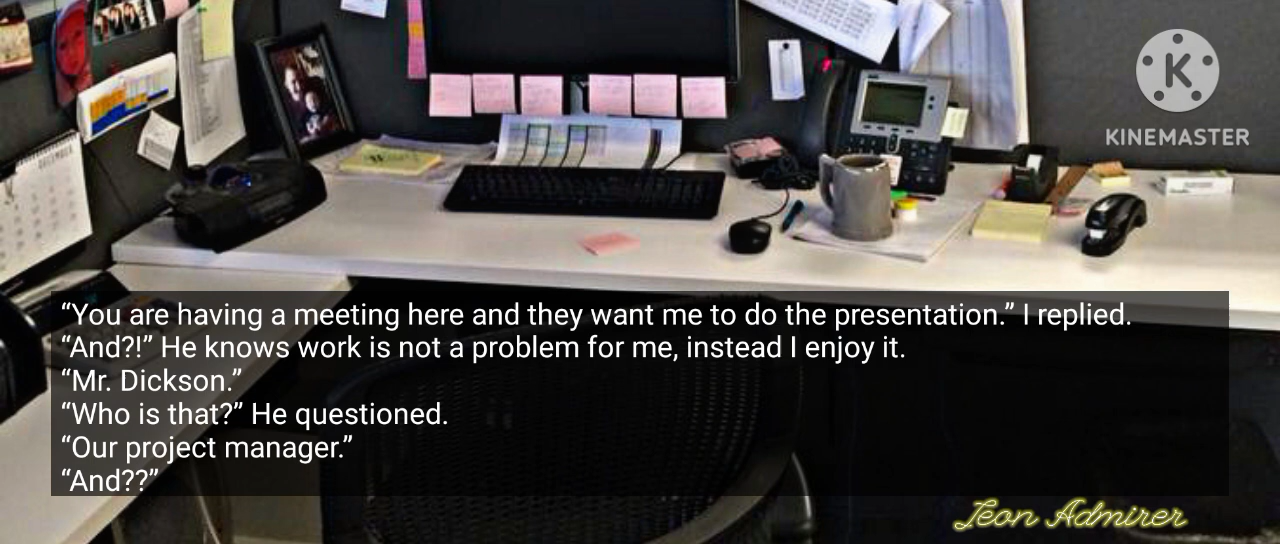 K
KINEMASTER
“You are having a meeting here and they want me to do the presentation.” I replied.
“And?!” He knows work is not a problem for me, instead I enjoy it.
“Mr. Dickson.”
“Who is that?” He questioned.
“Our project manager.”
“And??”
Leon Admirer